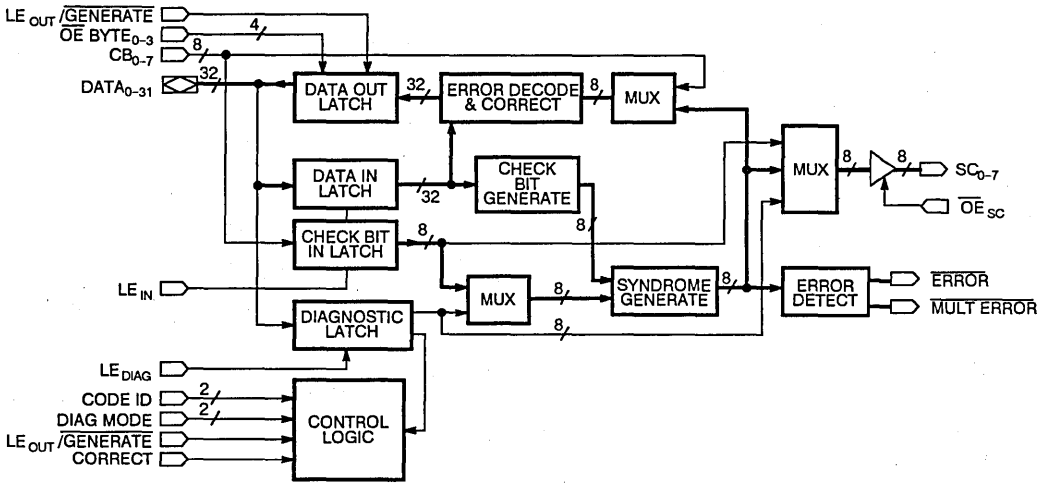 LE OUT /GENERATE
OE BYTE0-3
4
CB0-7
8
DATA0-31
32
DATA OUT
LATCH
32
ERROR DECODE
& CORRECT
8
MUX
DATA IN
LATCH
32
CHECK
BIT
GENERATE
8
MUX
8
8
SC0-7
OE SC
CHECK BIT
IN LATCH
8
LE IN
MUX
8
SYNDROME
GENERATE
8
ERROR
DETECT
ERROR
MULT ERROR
DIAGNOSTIC
LATCH
8
LE DIAG
CODE ID
2
DIAG MODE
2
LE OUT /GENERATE
CORRECT
CONTROL
LOGIC